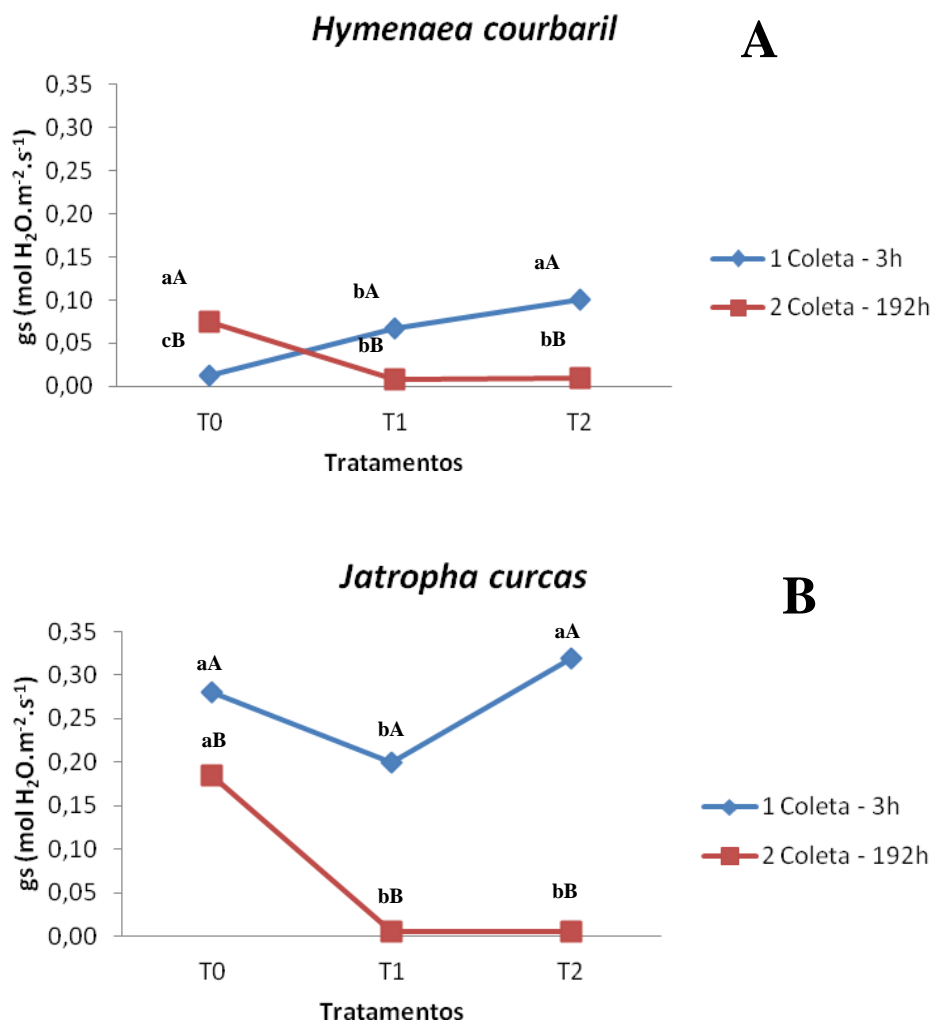 Hymenaea courbaril
A
gs (mol H₂O.m⁻².s⁻¹)
0,35
0,30
0,25
0,20
0,15
0,10
0,05
0,00
aA
cB
bA
bB
aA
bB
T0 T1 T2
Tratamentos
1 Coleta - 3h
2 Coleta - 192h
Jatropha curcas
B
gs (mol H₂O.m⁻².s⁻¹)
0,35
0,30
0,25
0,20
0,15
0,10
0,05
0,00
aA
aB
bA
bB
aA
bB
T0 T1 T2
Tratamentos
1 Coleta - 3h
2 Coleta - 192h